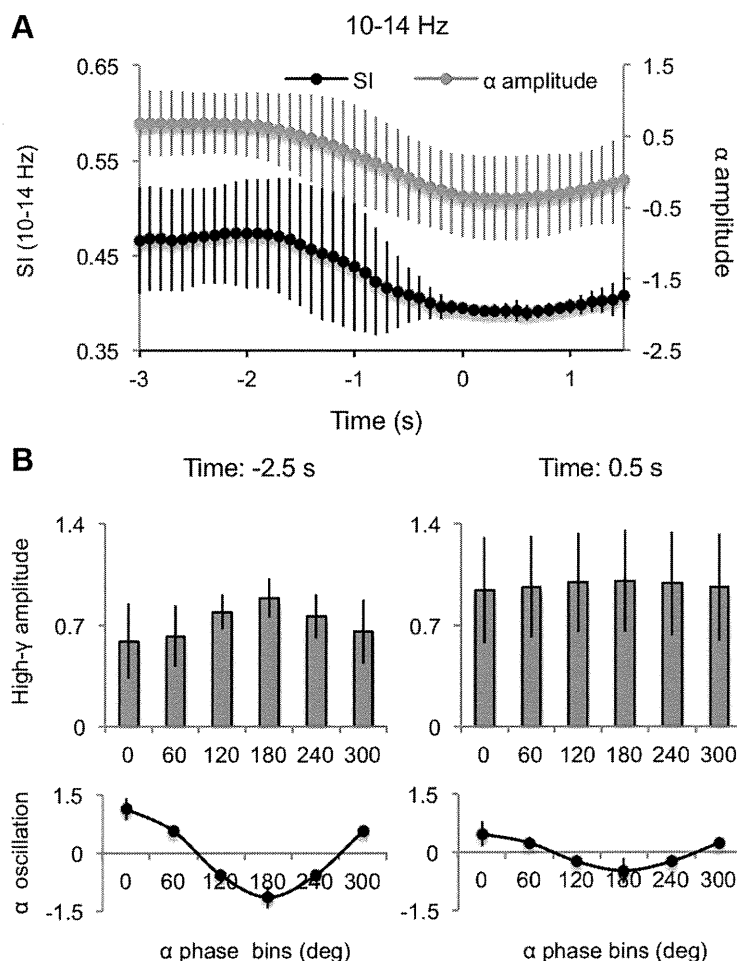 A
10-14 Hz
SI
α amplitude
0.65
0.55
0.45
0.35
SI (10-14 Hz)
1.5
0.5
-0.5
-1.5
-2.5
α amplitude
-3 -2 -1 0 1
Time (s)
B
Time: -2.5 s
Time: 0.5 s
High-γ amplitude
1.4
0.7
0
0 60 120 180 240 300
1.4
0.7
0
0 60 120 180 240 300
α oscillation
1.5
0
-1.5
0 60 120 180 240 300
α phase bins (deg)
1.5
0
-1.5
0 60 120 180 240 300
α phase bins (deg)